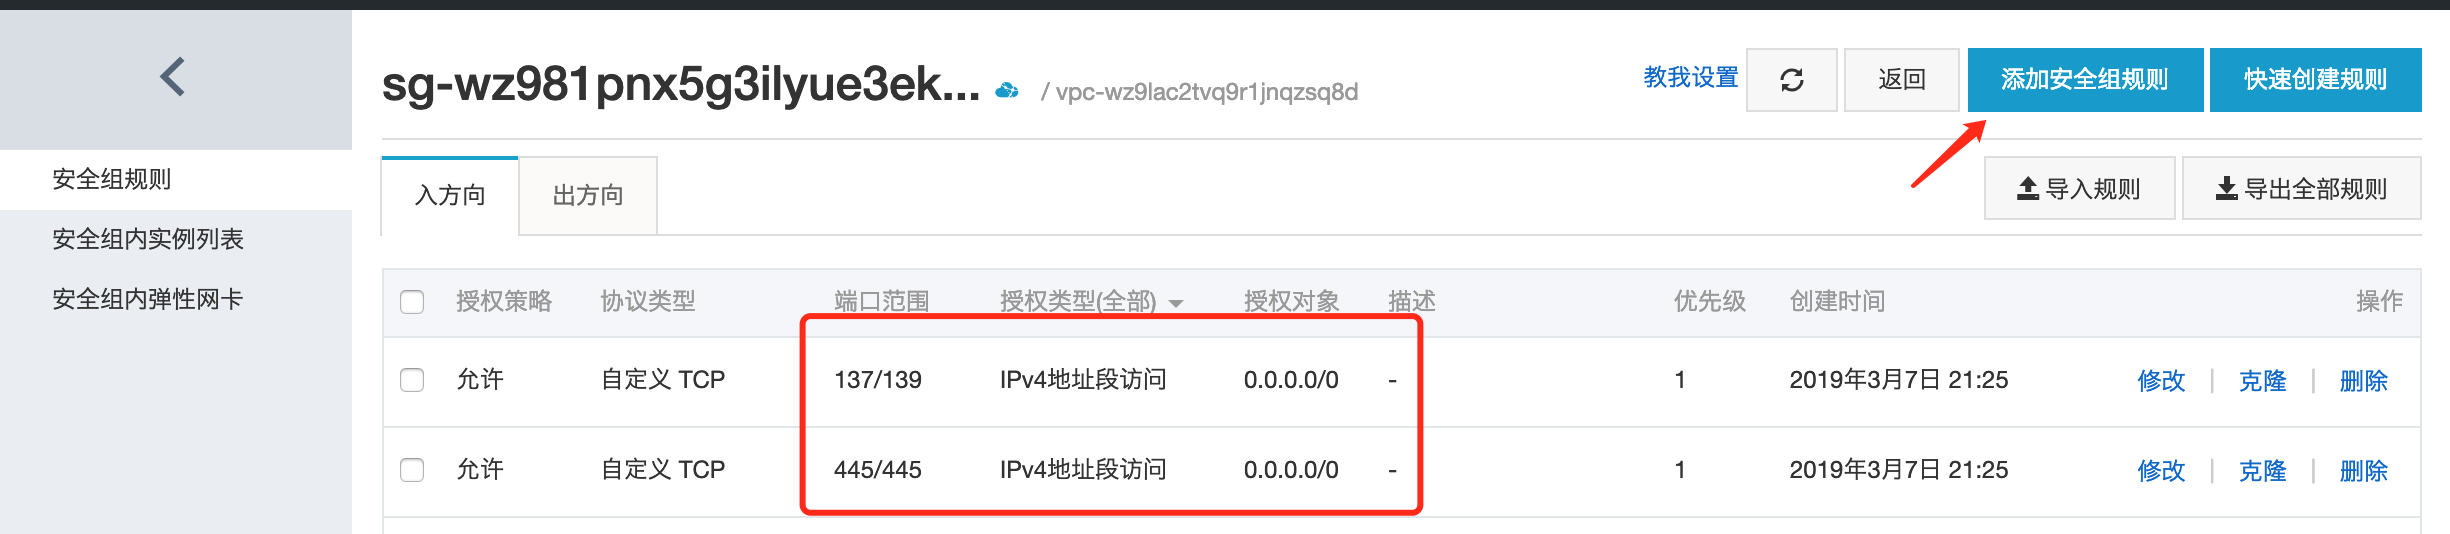 sg-wz981pnx5g3ilyue3ek... / vpc-wz9lac2tvq9r1jnqzsq8d 教我设置 返回 添加安全组规则 快速创建规则
安全组规则
安全组内实例列表
安全组内弹性网卡
入方向 出方向 导入规则 导出全部规则
授权策略 协议类型 端口范围 授权类型(全部) 授权对象 描述 优先级 创建时间 操作
允许 自定义 TCP 137/139 IPv4地址段访问 0.0.0.0/0 - 1 2019年3月7日 21:25 修改 | 克隆 | 删除
允许 自定义 TCP 445/445 IPv4地址段访问 0.0.0.0/0 - 1 2019年3月7日 21:25 修改 | 克隆 | 删除